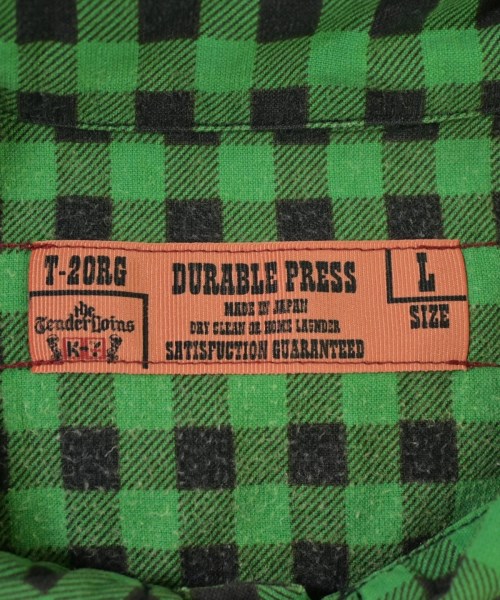 T-20RG
the
Tenderloins
DURABLE PRESS
MADE IN JAPAN
DRY CLEAN OR HOME LAUNDER
SATISFUCTION GUARANTEED
L
SIZE